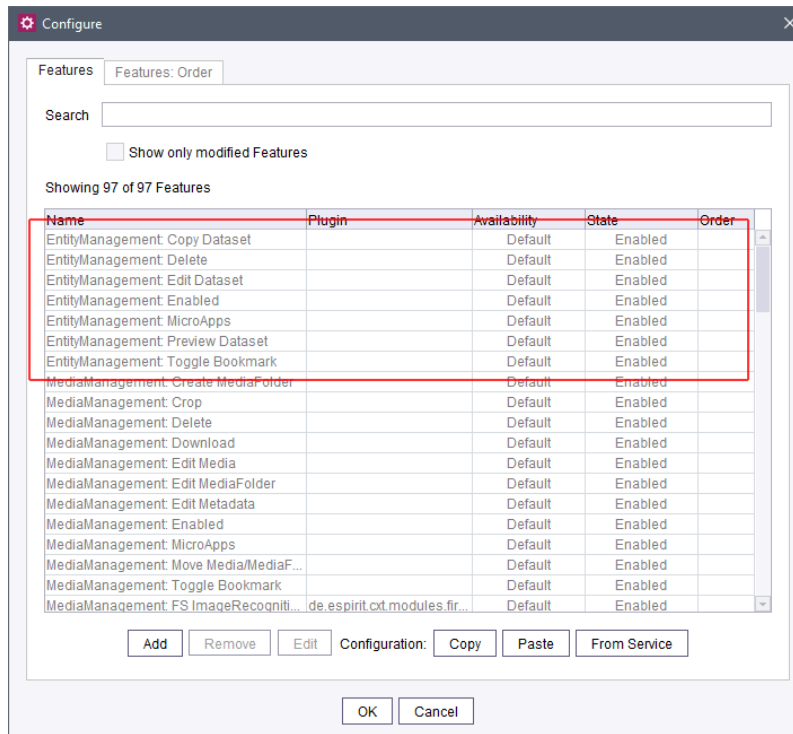 Configure
Features Features: Order
Search
Show only modified Features
Showing 97 of 97 Features
Name Plugin Availability State Order
EntityManagement: Copy Dataset Default Enabled
EntityManagement: Delete Default Enabled
EntityManagement: Edit Dataset Default Enabled
EntityManagement: Enabled Default Enabled
EntityManagement: MicroApps Default Enabled
EntityManagement: Preview Dataset Default Enabled
EntityManagement: Toggle Bookmark Default Enabled
MediaManagement: Create MediaFolder Default Enabled
MediaManagement: Crop Default Enabled
MediaManagement: Delete Default Enabled
MediaManagement: Download Default Enabled
MediaManagement: Edit Media Default Enabled
MediaManagement: Edit MediaFolder Default Enabled
MediaManagement: Edit Metadata Default Enabled
MediaManagement: Enabled Default Enabled
MediaManagement: MicroApps Default Enabled
MediaManagement: Move Media/MediaF... Default Enabled
MediaManagement: Toggle Bookmark Default Enabled
MediaManagement: FS ImageRecogniti... de.espirit.cxt.modules.fir... Default Enabled
Add Remove Edit Configuration: Copy Paste From Service
OK Cancel